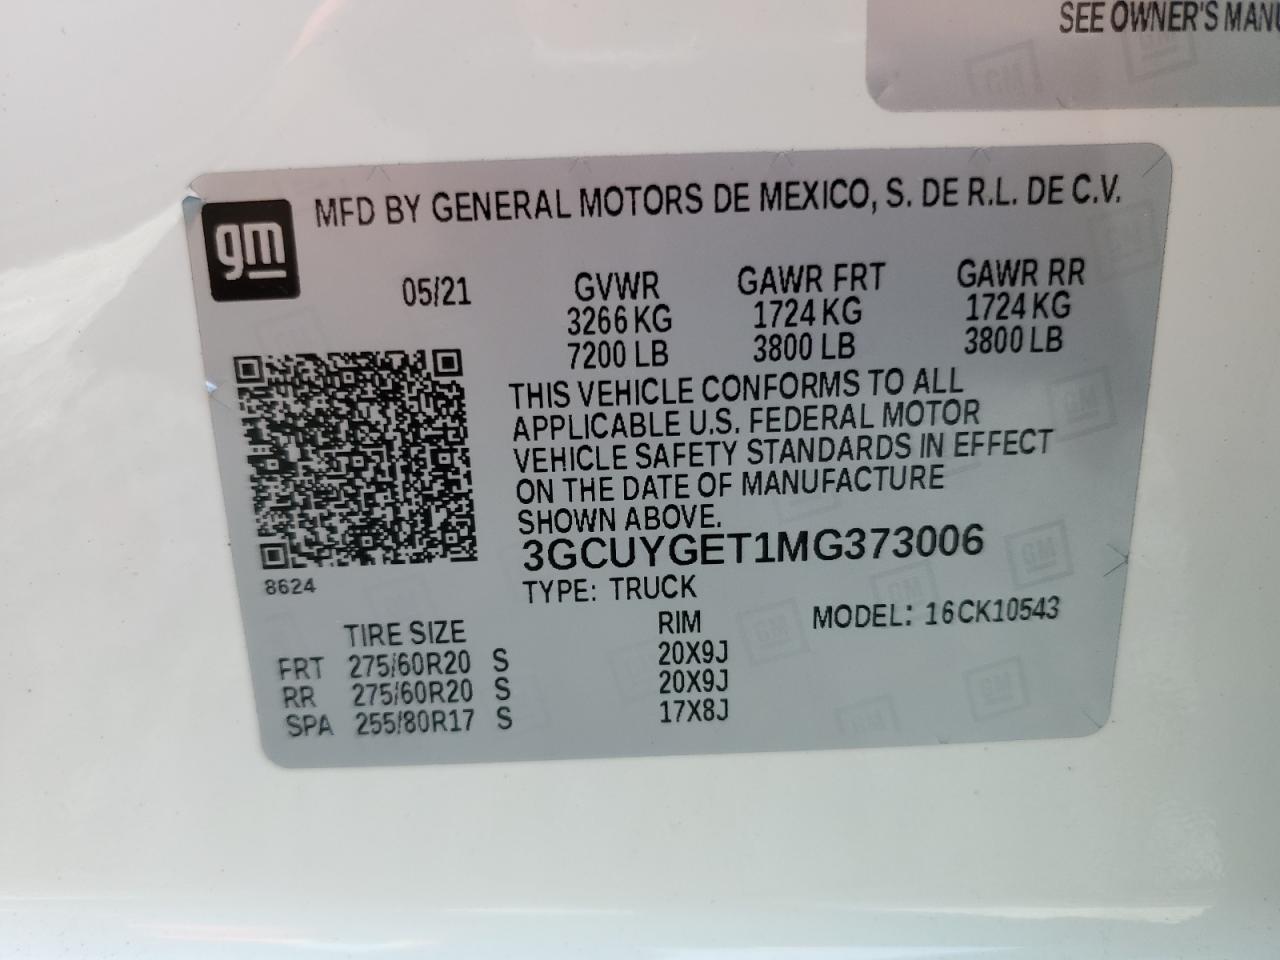 SEE OWNER'S MANU
gm
MFD BY GENERAL MOTORS DE MEXICO, S. DE R.L. DE C.V.
05/21 GVWR GAWR FRT GAWR RR
3266 KG 1724 KG 1724 KG
7200 LB 3800 LB 3800 LB
THIS VEHICLE CONFORMS TO ALL
APPLICABLE U.S. FEDERAL MOTOR
VEHICLE SAFETY STANDARDS IN EFFECT
ON THE DATE OF MANUFACTURE
SHOWN ABOVE.
3GCUYGET1MG373006
8624
TYPE: TRUCK
TIRE SIZE RIM MODEL: 16CK10543
FRT 275/60R20 S 20X9J
RR 275/60R20 S 20X9J
SPA 255/80R17 S 17X8J